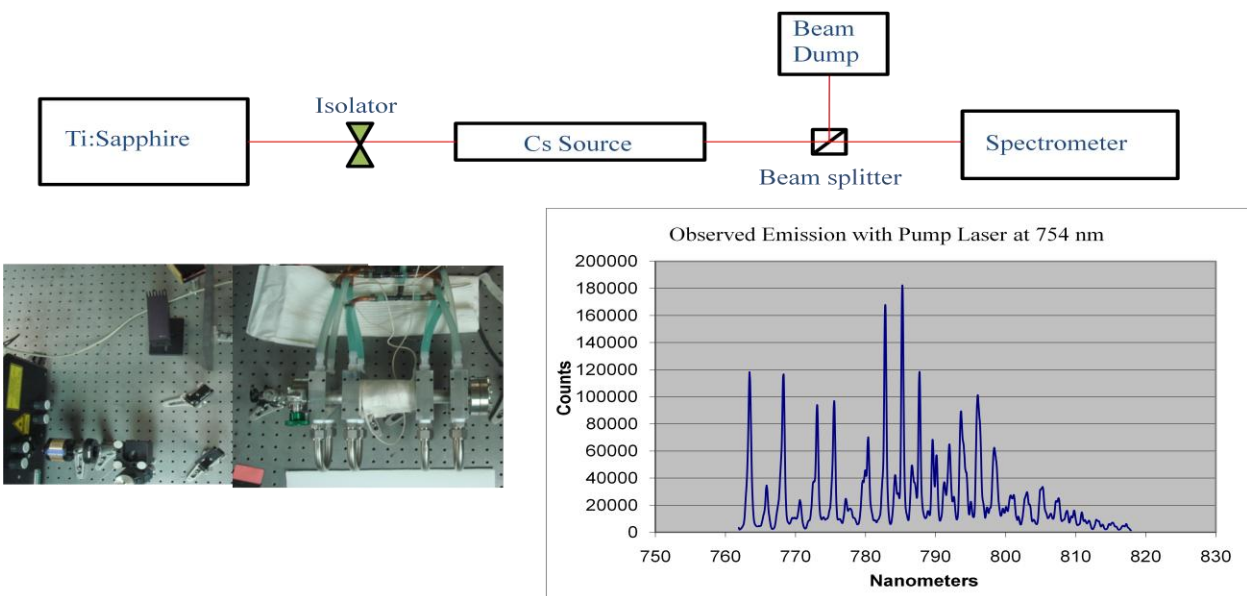 Beam
Dump
Isolator
Ti:Sapphire
Cs Source
Spectrometer
Beam splitter
Observed Emission with Pump Laser at 754 nm
200000
180000
160000
140000
120000
100000
80000
60000
40000
20000
0
Counts
750 760 770 780 790 800 810 820 830
Nanometers